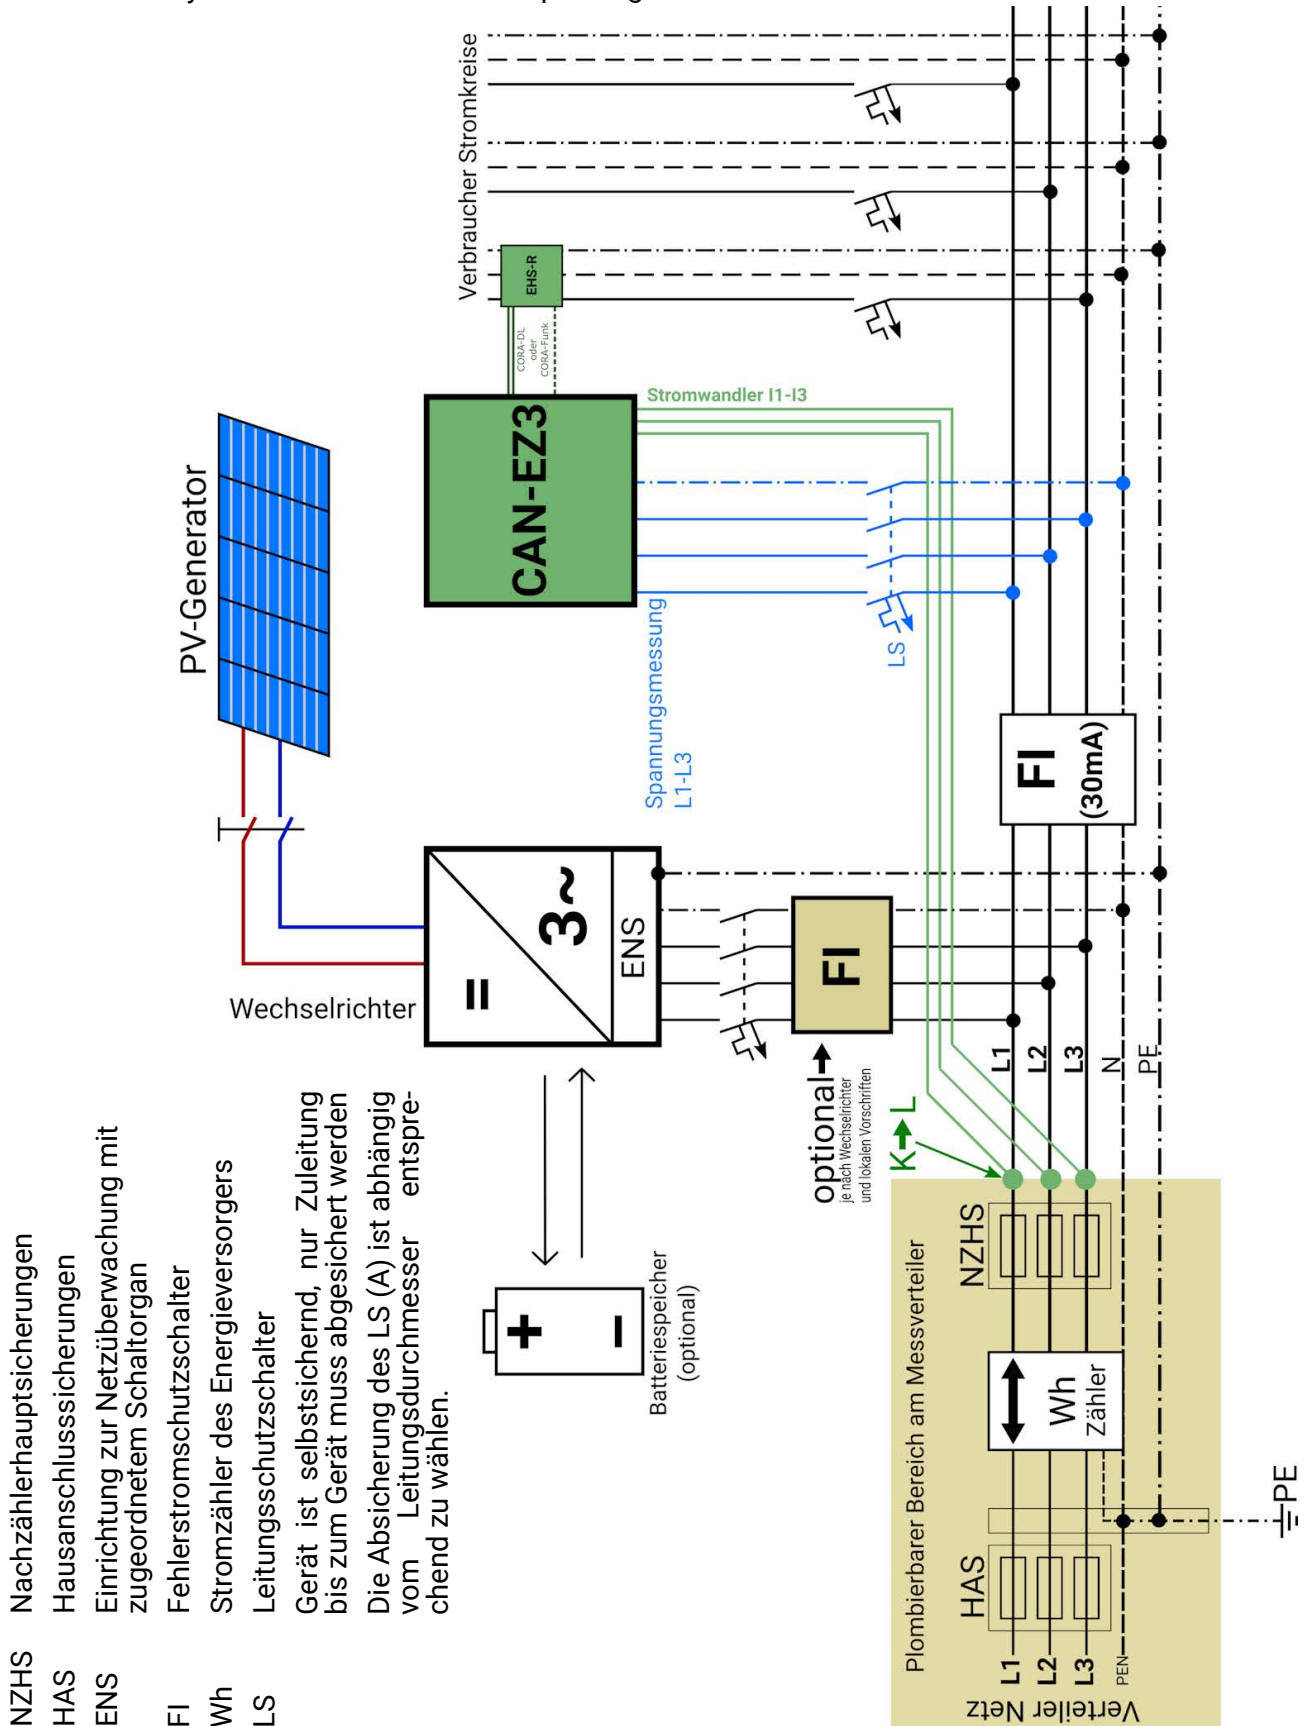 NZHS Nachzählerhauptsicherungen
HAS Hausanschlusssicherungen
ENS Einrichtung zur Netzüberwachung mit
zugeordnetem Schaltorgan
FI Fehlerstromschutzschalter
Wh Stromzähler des Energieversorgers
LS Leitungsschutzschalter
Gerät ist selbstsichernd, nur Zuleitung
bis zum Gerät muss abgesichert werden
Die Absicherung des LS (A) ist abhängig
vom Leitungsdurchmesser entspre-
chend zu wählen.
PV-Generator
Wechselrichter
=
3~
ENS
Batteriespeicher
(optional)
+
–
CAN-EZ3
EHS-R
CORA-DL
oder
CORA-Funk
Verbraucher Stromkreise
Stromwandler I1-I3
Spannungsmessung
L1-L3
LS
FI
optional
je nach Wechselrichter
und lokalen Vorschriften
K→L
FI
(30mA)
L1
L2
L3
N
PE
Plombierbarer Bereich am Messverteiler
NZHS
Wh
Zähler
HAS
L1
L2
L3
PEN
Verteiler Netz
PE